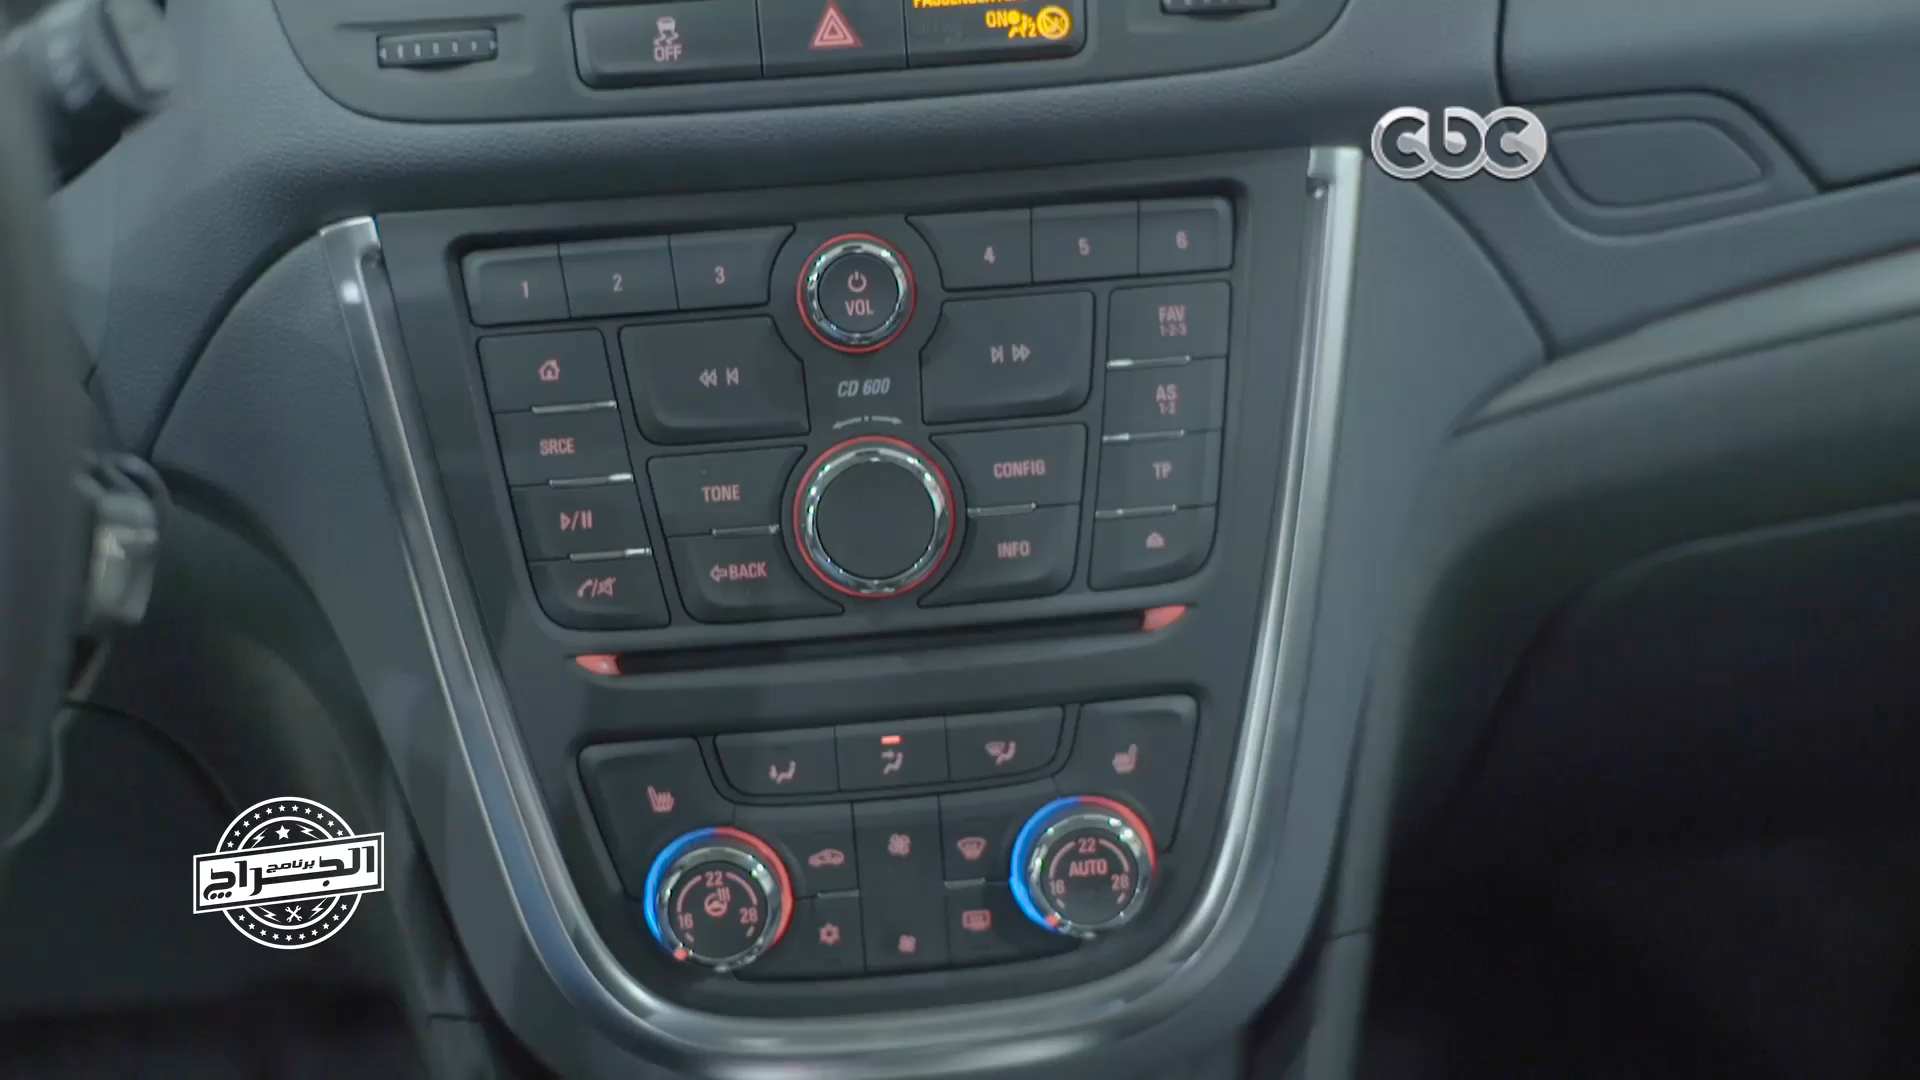 OFF
ON
2
cbc
1
2
3
VOL
4
5
6
FAV
1-2-3
CD 600
AS
1-2
SRCE
TONE
CONFIG
TP
BACK
INFO
22
16
28
22
AUTO
16
28
برنامج
الجراج